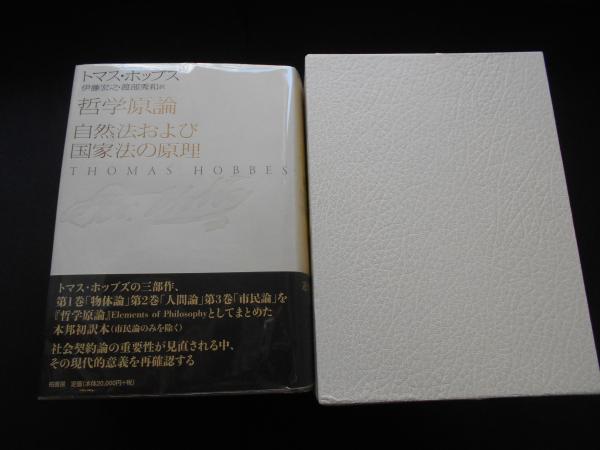 トマス・ホッブズ
伊藤宏之・渡部秀和訳
哲学原論
自然法および
国家法の原理
THOMAS HOBBES
トマス・ホッブズの三部作、
第1巻「物体論」第2巻「人間論」第3巻「市民論」を
『哲学原論』Elements of Philosophyとしてまとめた
本邦初訳本(市民論のみを除く)
社会契約論の重要性が見直される中、
その現代的意義を再確認する
柏書房 定価(本体20,000円+税)